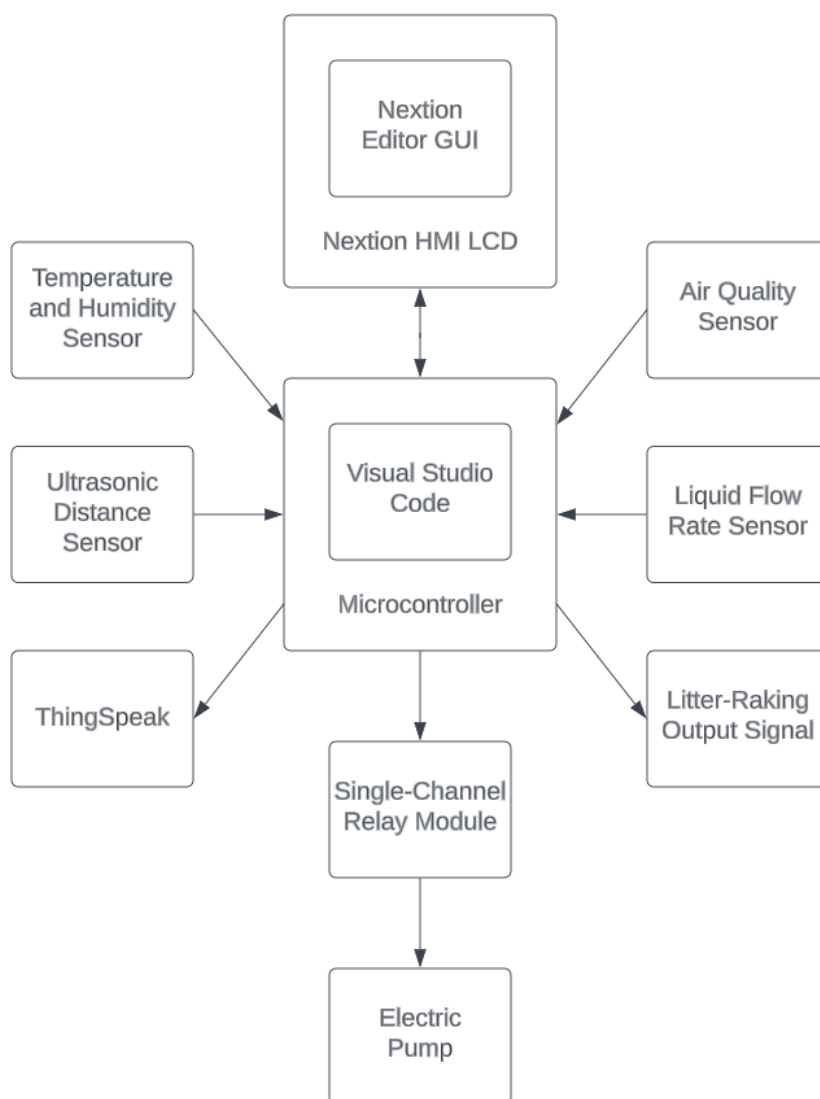 Nextion
Editor GUI
Nextion HMI LCD
Temperature
and Humidity
Sensor
Air Quality
Sensor
Ultrasonic
Distance
Sensor
Visual Studio
Code
Microcontroller
Liquid Flow
Rate Sensor
ThingSpeak
Litter-Raking
Output Signal
Single-Channel
Relay Module
Electric
Pump